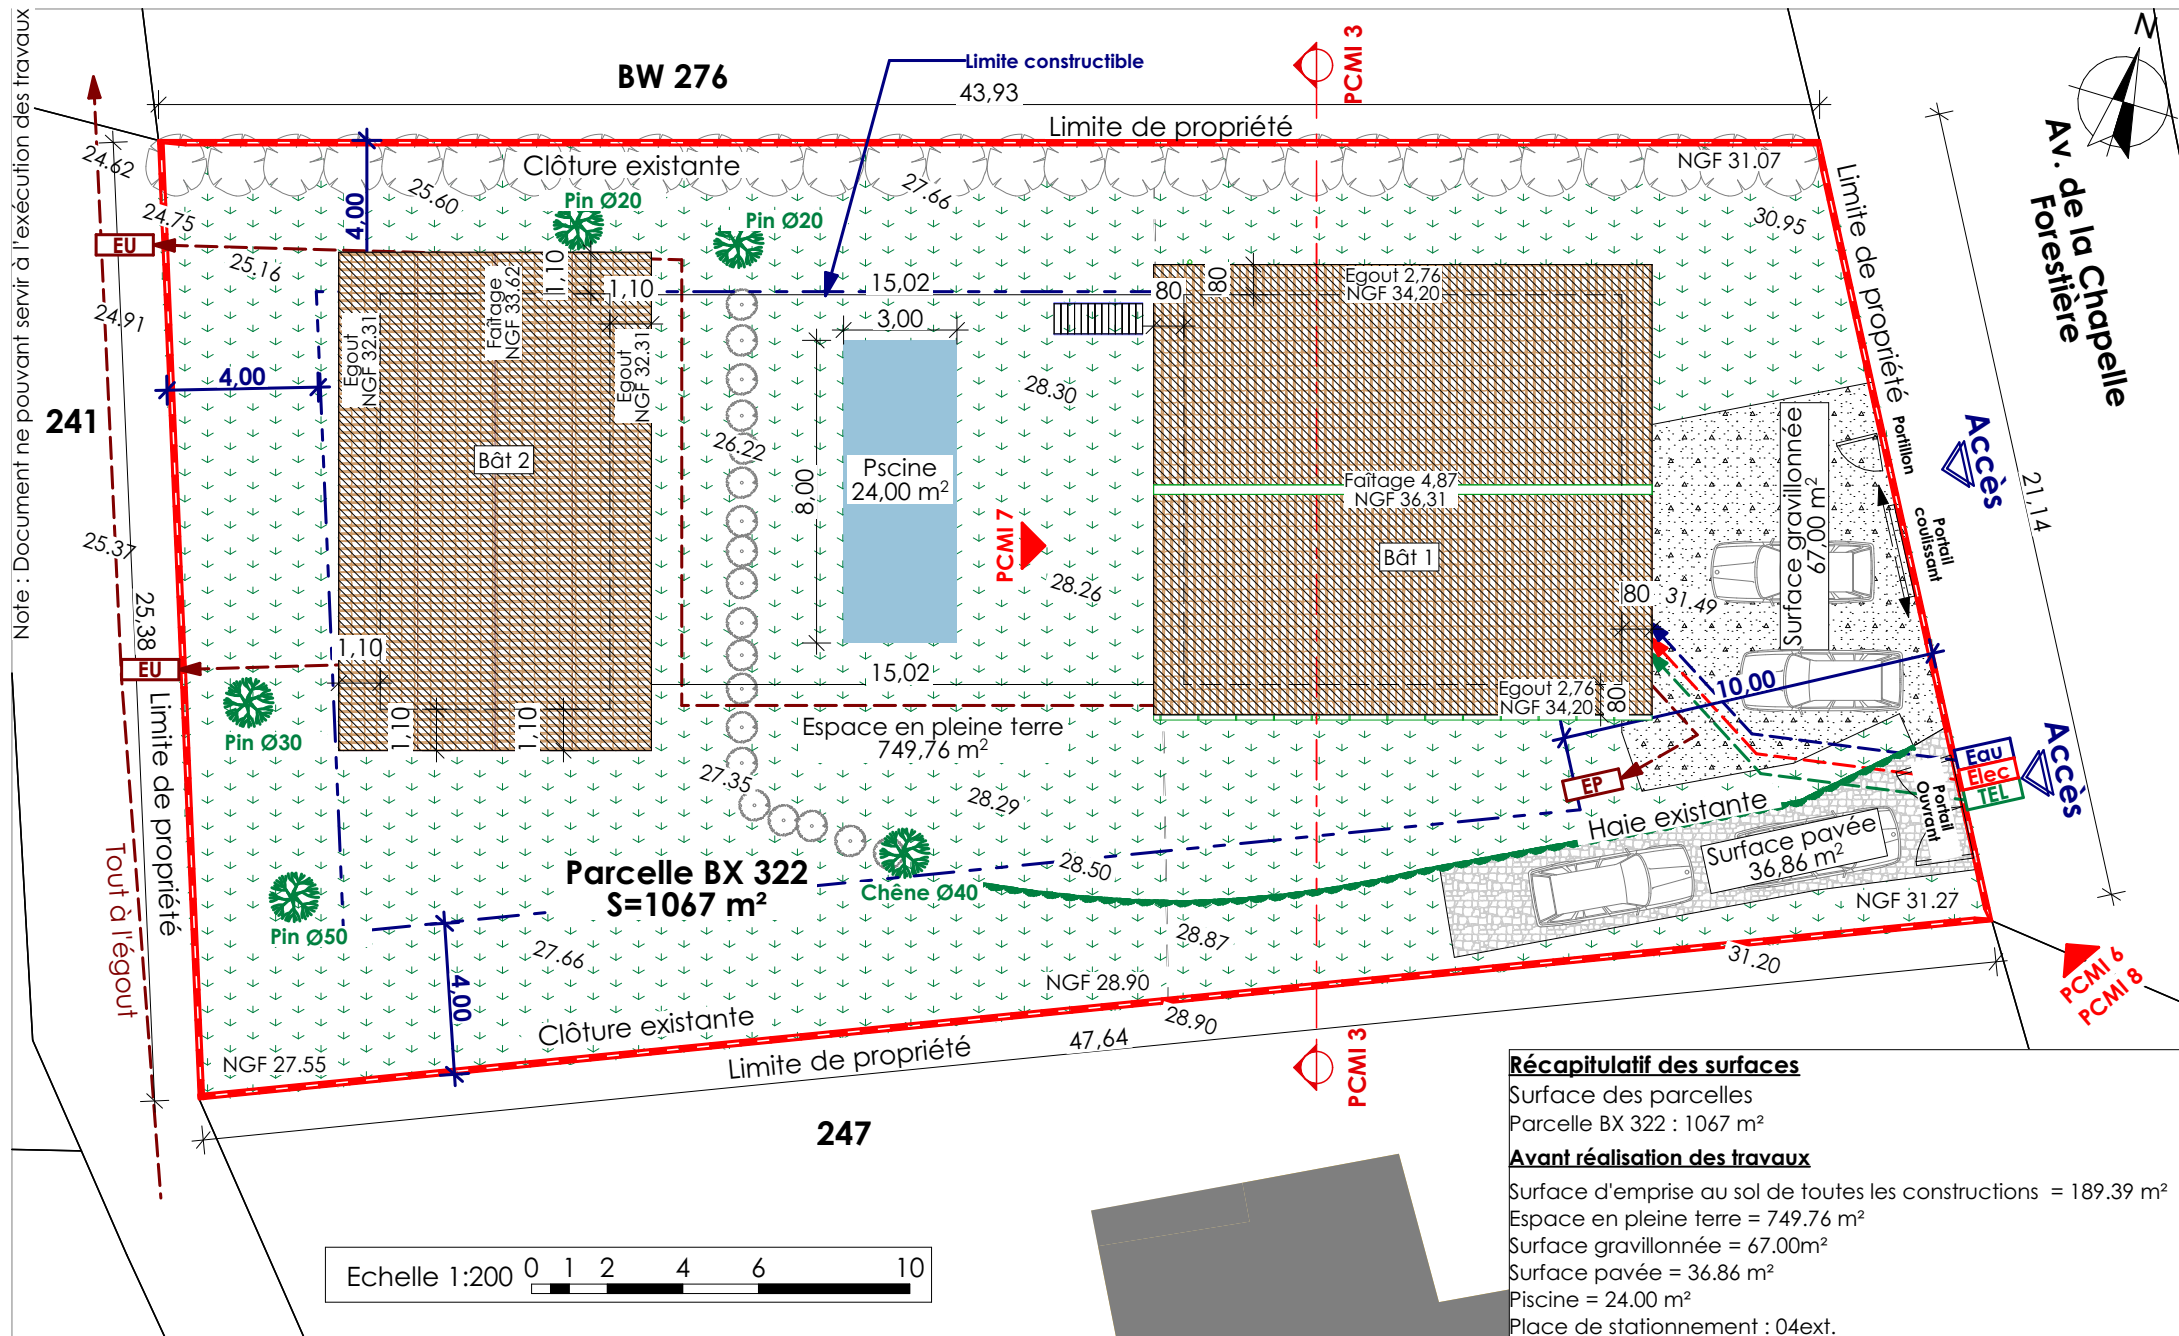 Note : Document ne pouvant servir à l'exécution des travaux
BW 276
Limite constructible
43,93
PCMI 3
N
Limite de propriété
Clôture existante
NGF 31.07
Av. de la Chapelle
Forestière
24.62
24.75
25.60
4,00
Pin Ø20
Pin Ø20
27.66
30.95
Limite de propriété
EU
25.16
24.91
Faîtage
NGF 33.62
1,10
1,10
15,02
80
80
Egout 2,76
NGF 34,20
3,00
Egout
NGF 32.31
Egout
NGF 32.31
4,00
241
28.30
Surface gravillonnée
67,00 m²
Portillon
Accès
26.22
Bât 2
Pscine
24,00 m²
8,00
Faîtage 4,87
NGF 36,31
21,14
Portail
coulissant
PCMI 7
Bât 1
25.37
25,38
28.26
80
31.49
EU
1,10
15,02
10,00
Egout 2,76
NGF 34,20
80
Limite de propriété
Pin Ø30
1,10
1,10
Espace en pleine terre
749,76 m²
27.35
28.29
EP
Eau
Élec
TEL
Accès
Portail
Ouvrant
Haie existante
Surface pavée
36,86 m²
Tout à l'égout
Parcelle BX 322
S=1067 m²
28.50
Chêne Ø40
NGF 31.27
Pin Ø50
27.66
4,00
28.87
31.20
PCMI 6
PCMI 8
NGF 28.90
28.90
Clôture existante
NGF 27.55
Limite de propriété
47,64
PCMI 3
247
Récapitulatif des surfaces
Surface des parcelles
Parcelle BX 322 : 1067 m²
Avant réalisation des travaux
Surface d'emprise au sol de toutes les constructions = 189.39 m²
Espace en pleine terre = 749.76 m²
Surface gravillonnée = 67.00m²
Surface pavée = 36.86 m²
Piscine = 24.00 m²
Place de stationnement : 04ext.
Echelle 1:200
0 1 2 4 6 10